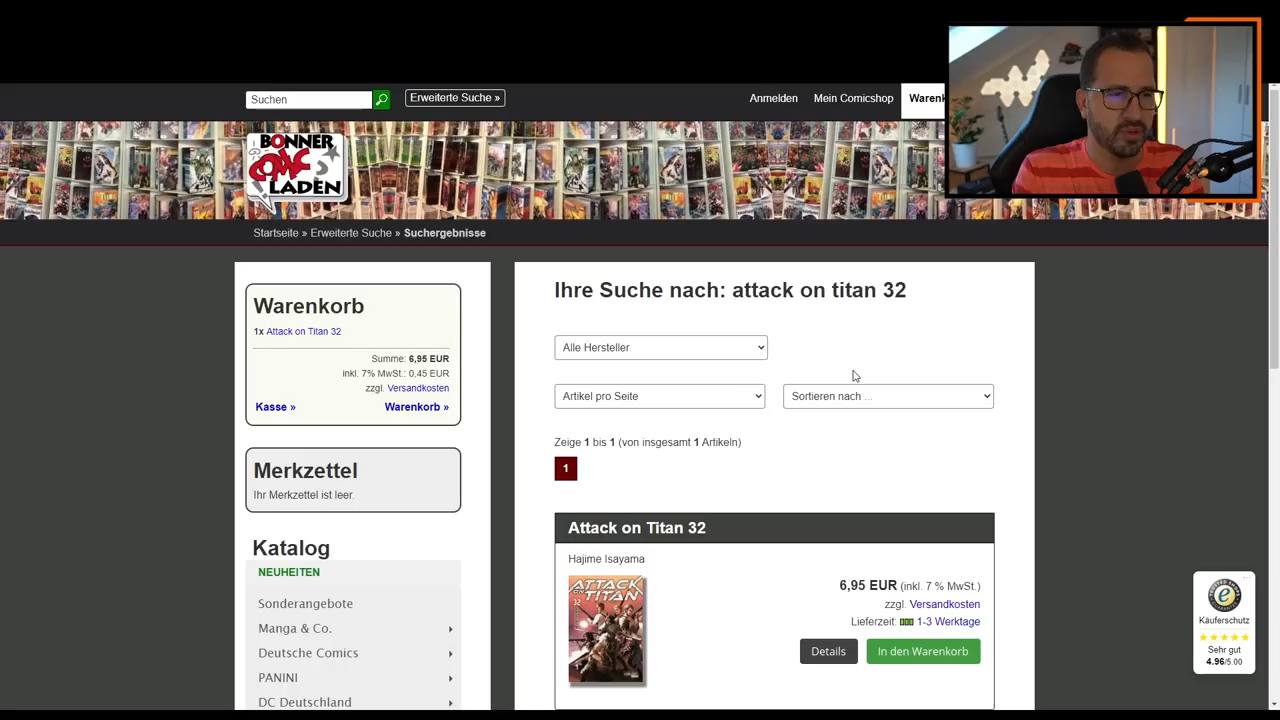 Suchen
Erweiterte Suche »
Anmelden
Mein Comicshop
BONNER
COMIC
LADEN
Startseite » Erweiterte Suche » Suchergebnisse
Warenkorb
1x Attack on Titan 32
Summe: 6,95 EUR
inkl. 7% MwSt.: 0,45 EUR
zzgl. Versandkosten
Kasse »
Warenkorb »
Merkzettel
Ihr Merkzettel ist leer.
Katalog
NEUHEITEN
Sonderangebote
Manga & Co.
Deutsche Comics
PANINI
DC Deutschland
Ihre Suche nach: attack on titan 32
Alle Hersteller
Artikel pro Seite
Sortieren nach ...
Zeige 1 bis 1 (von insgesamt 1 Artikeln)
1
Attack on Titan 32
Hajime Isayama
ATTACK
ON
TITAN
32
6,95 EUR (inkl. 7 % MwSt.)
zzgl. Versandkosten
Lieferzeit: 1-3 Werktage
Details
In den Warenkorb
Käuferschutz
Sehr gut
4.96/5.00